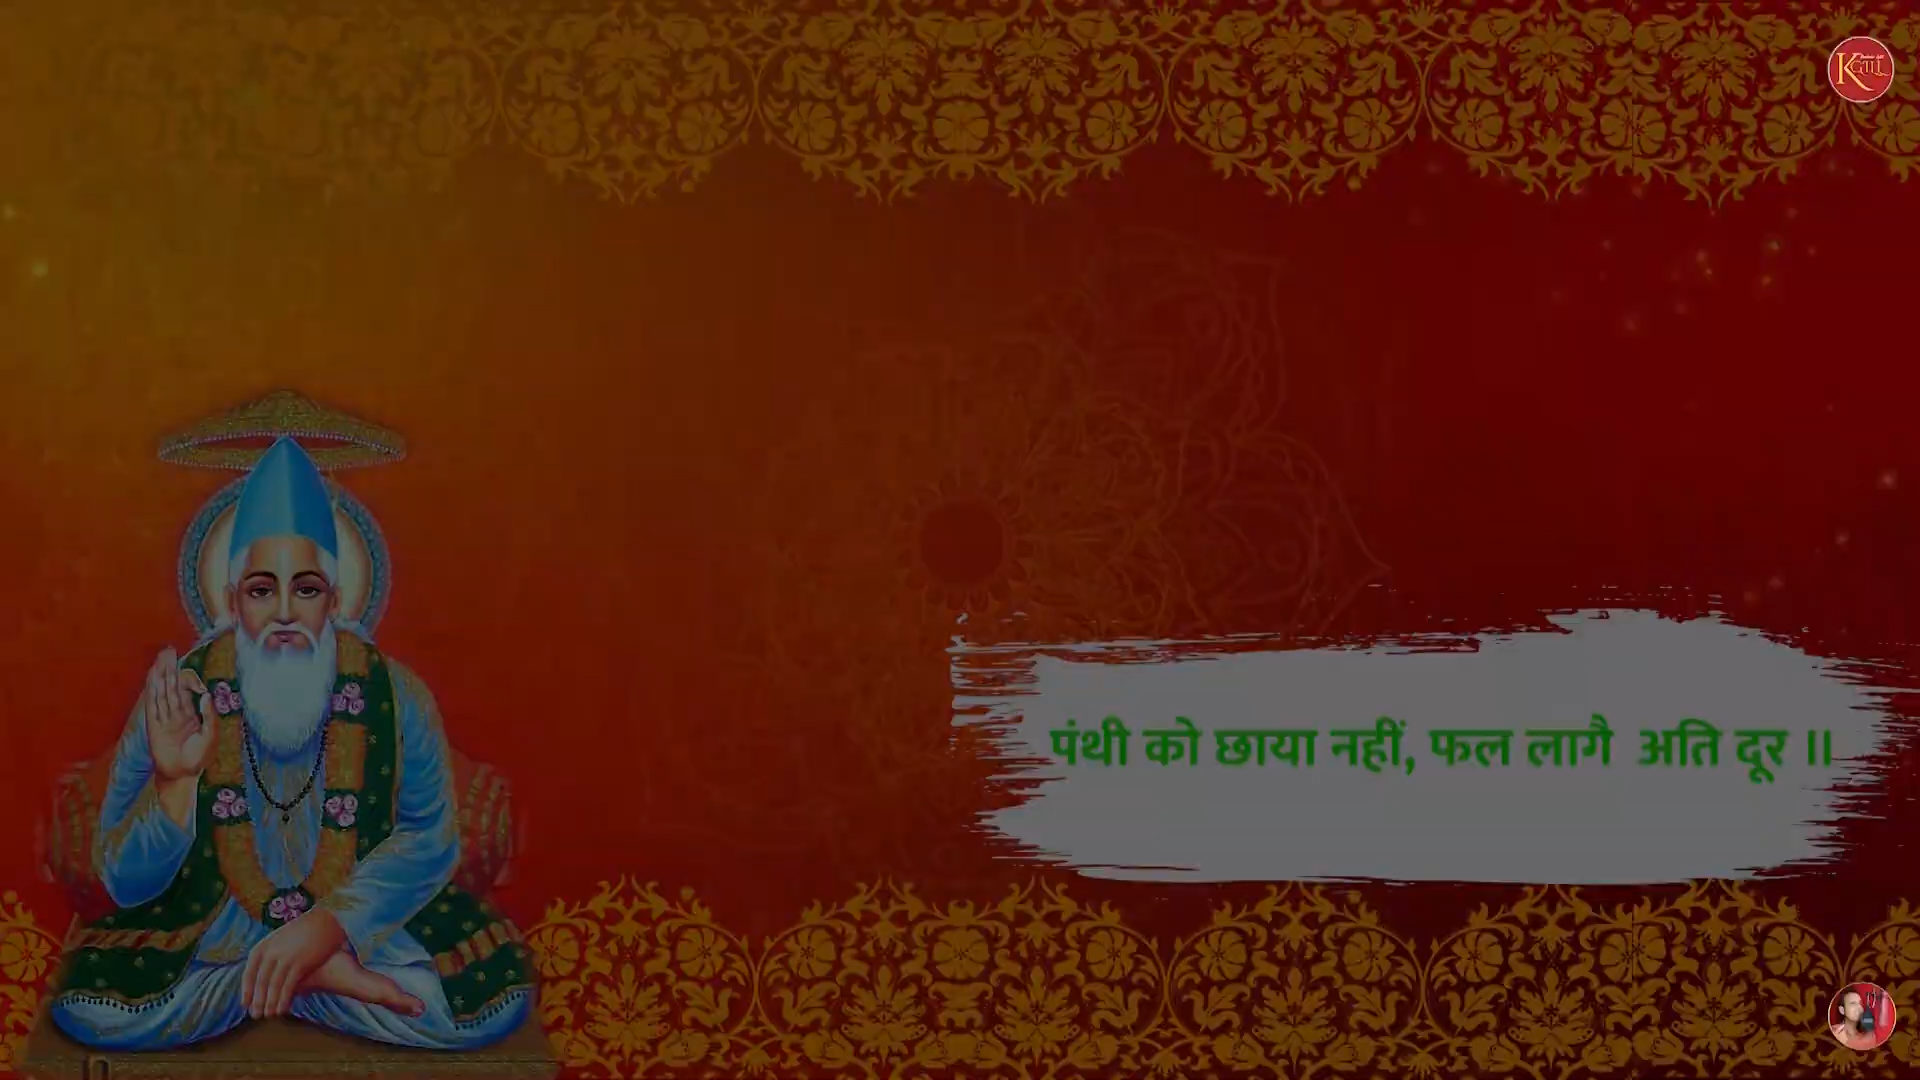 पंथी को छाया नहीं, फल लागै अति दूर ॥